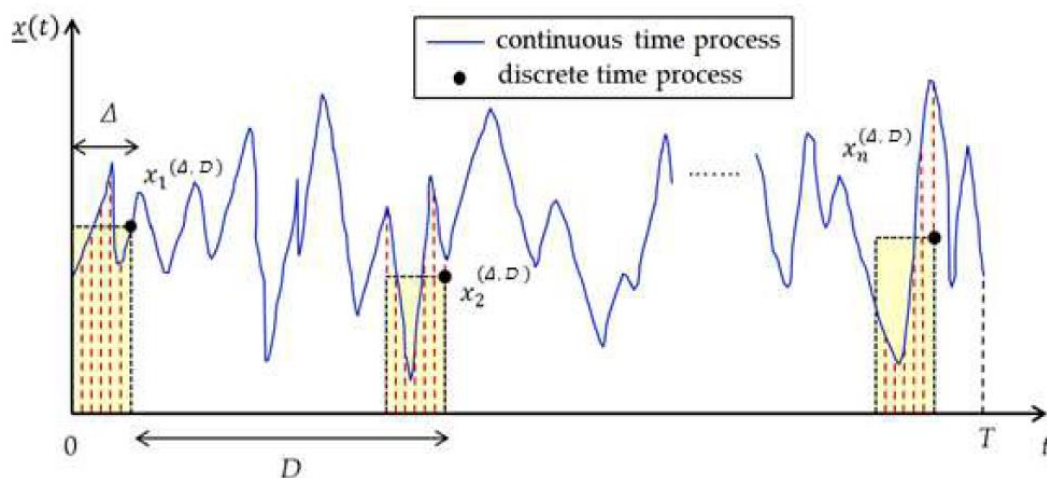 x(t)
continuous time process
discrete time process
Δ
x₁^(Δ, D)
x₂^(Δ, D)
xₙ^(Δ, D)
........
0
D
T
t